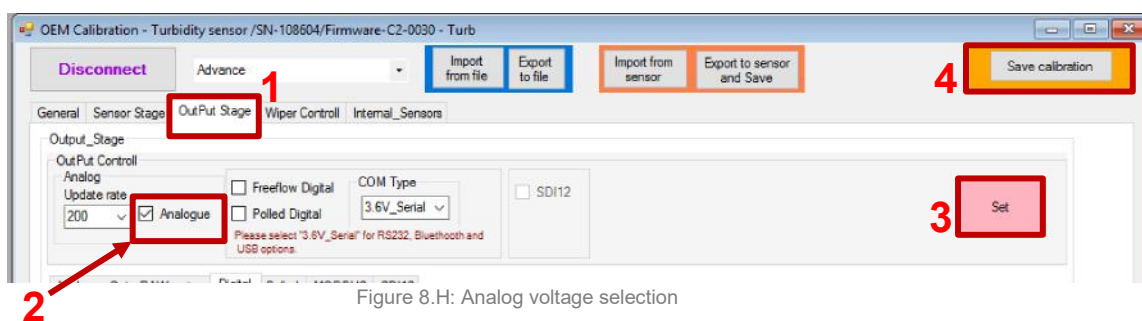 OEM Calibration - Turbidity sensor /SN-108604/Firmware-C2-0030 - Turb
Disconnect
Advance
Import from file
Export to file
Import from sensor
Export to sensor and Save
4
Save calibration
1
General Sensor Stage OutPut Stage Wiper Controll Internal_Sensors
Output_Stage
OutPut Controll
Analog
Update rate
200
Analogue
Freeflow Digital
Polled Digital
COM Type
3.6V_Serial
Please select "3.6V_Serial" for RS232, Bluethooth and
USB options.
SDI12
3
Set
2
Digital
Figure 8.H: Analog voltage selection